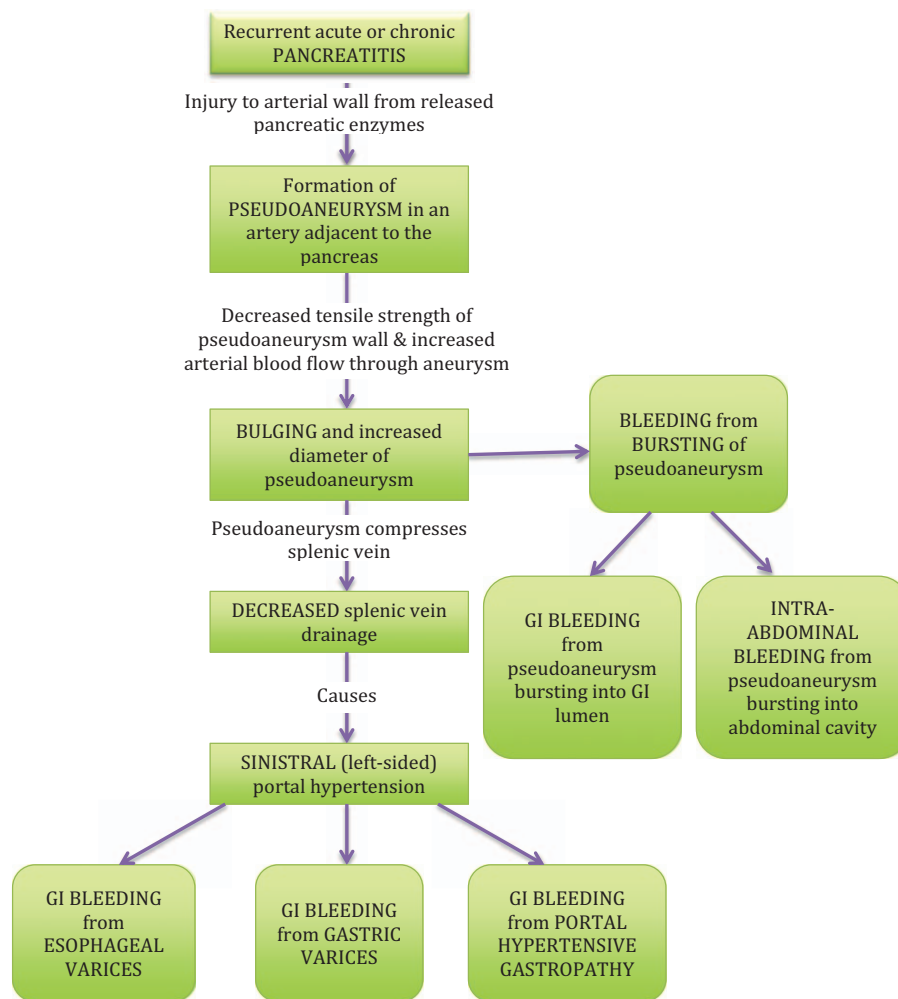 Recurrent acute or chronic
PANCREATITIS
Injury to arterial wall from released
pancreatic enzymes
Formation of
PSEUDOANEURYSM in an
artery adjacent to the
pancreas
Decreased tensile strength of
pseudoaneurysm wall & increased
arterial blood flow through aneurysm
BULGING and increased
diameter of
pseudoaneurysm
BLEEDING from
BURSTING of
pseudoaneurysm
Pseudoaneurysm compresses
splenic vein
DECREASED splenic vein
drainage
GI BLEEDING
from
pseudoaneurysm
bursting into GI
lumen
INTRA-
ABDOMINAL
BLEEDING from
pseudoaneurysm
bursting into
abdominal cavity
Causes
SINISTRAL (left-sided)
portal hypertension
GI BLEEDING
from
ESOPHAGEAL
VARICES
GI BLEEDING
from GASTRIC
VARICES
GI BLEEDING
from PORTAL
HYPERTENSIVE
GASTROPATHY